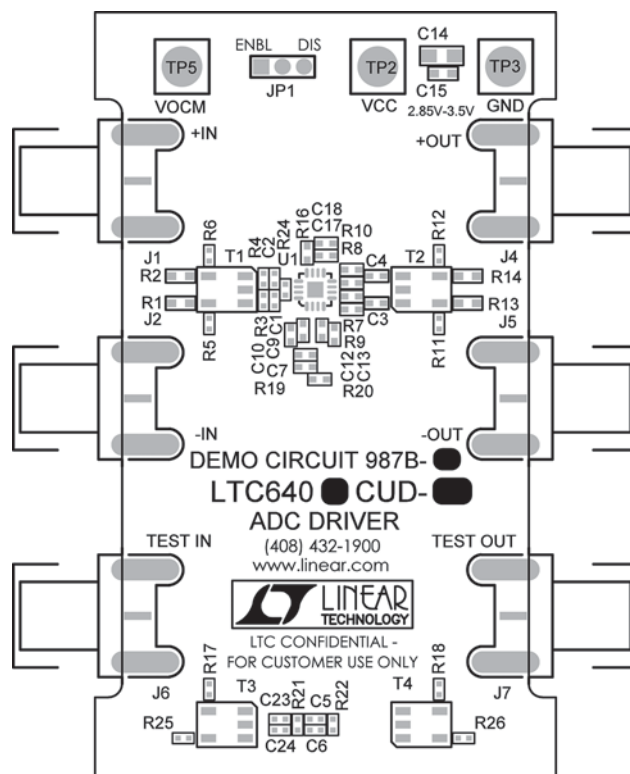 ENBL DIS
C14
TP5
TP2
TP3
JP1
C15
VOCM
VCC
2.85V-3.5V
GND
+IN
+OUT
R6
R4
C2
R24
R16
C18
C17
R10
R8
R12
J1
T1
U1
C4
T2
J4
R2
R14
R1
R13
J2
R5
R3
C1
C3
R11
J5
C10
C9
R7
R9
C7
R19
C12
C13
R20
-IN
-OUT
DEMO CIRCUIT 987B-
LTC640 CUD-
ADC DRIVER
TEST IN
TEST OUT
(408) 432-1900
www.linear.com
LT LINEAR
TECHNOLOGY
LTC CONFIDENTIAL -
FOR CUSTOMER USE ONLY
R17
R18
J6
T3
C23
R21
C5
R22
T4
J7
R25
C24
C6
R26